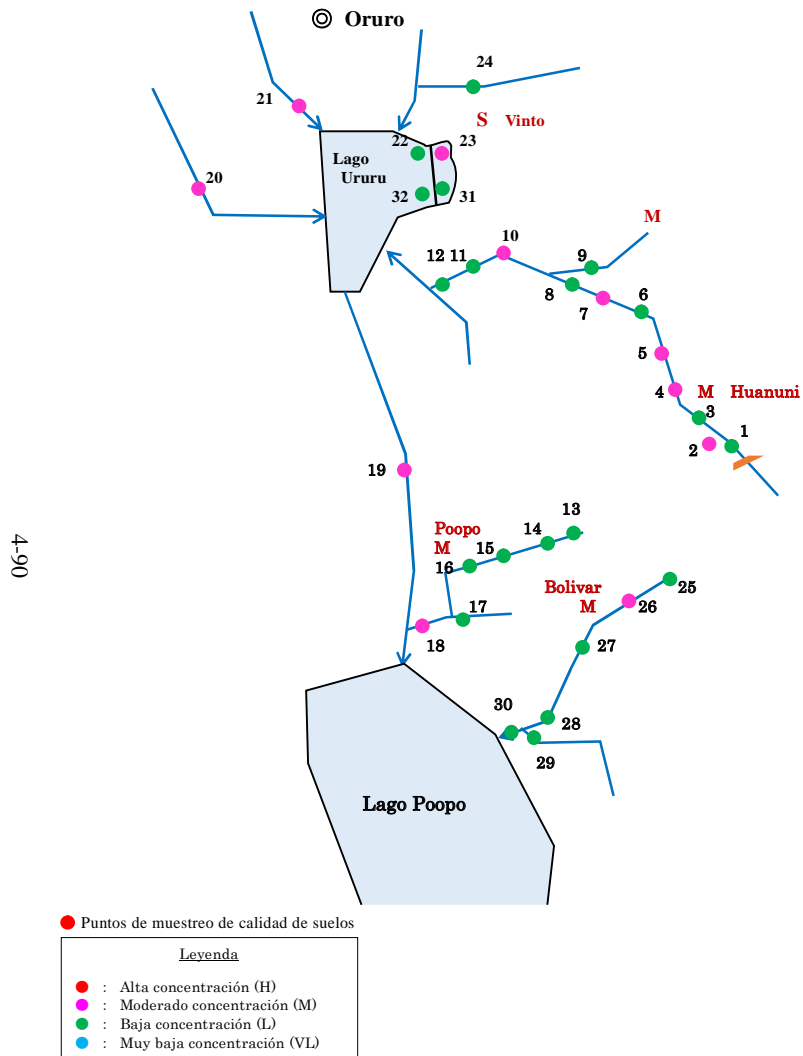 Oruro
24
21
S Vinto
22
23
Lago
Ururu
20
32
31
M
10
12 11
9
8
7
6
5
4
M Huanuni
3
1
2
19
13
Poopo
M
14
15
16
Bolivar
M
25
26
17
18
27
30
28
29
Lago Poopo
4-90
Puntos de muestreo de calidad de suelos
Leyenda
: Alta concentración (H)
: Moderado concentración (M)
: Baja concentración (L)
: Muy baja concentración (VL)